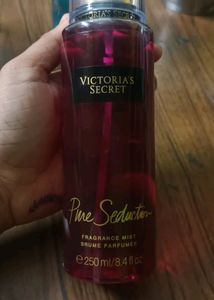 VICTORIA'S
SECRET
Pure Seduction
FRAGRANCE MIST
BRUME PARFUMÉE
e 250 ml/8.4 fl oz